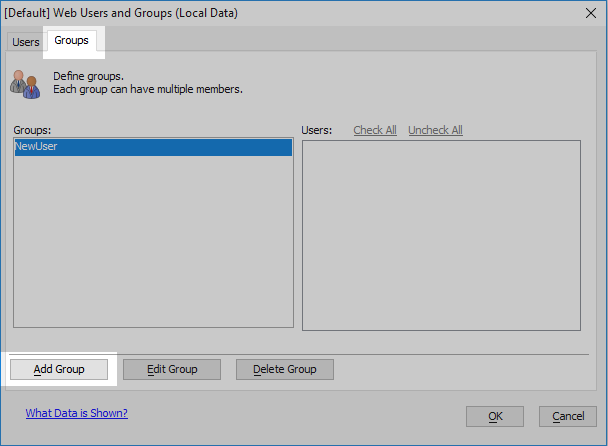 [Default] Web Users and Groups (Local Data)
Users Groups
Define groups.
Each group can have multiple members.
Groups:
NewUser
Users: Check All Uncheck All
Add Group Edit Group Delete Group
What Data is Shown?
OK Cancel